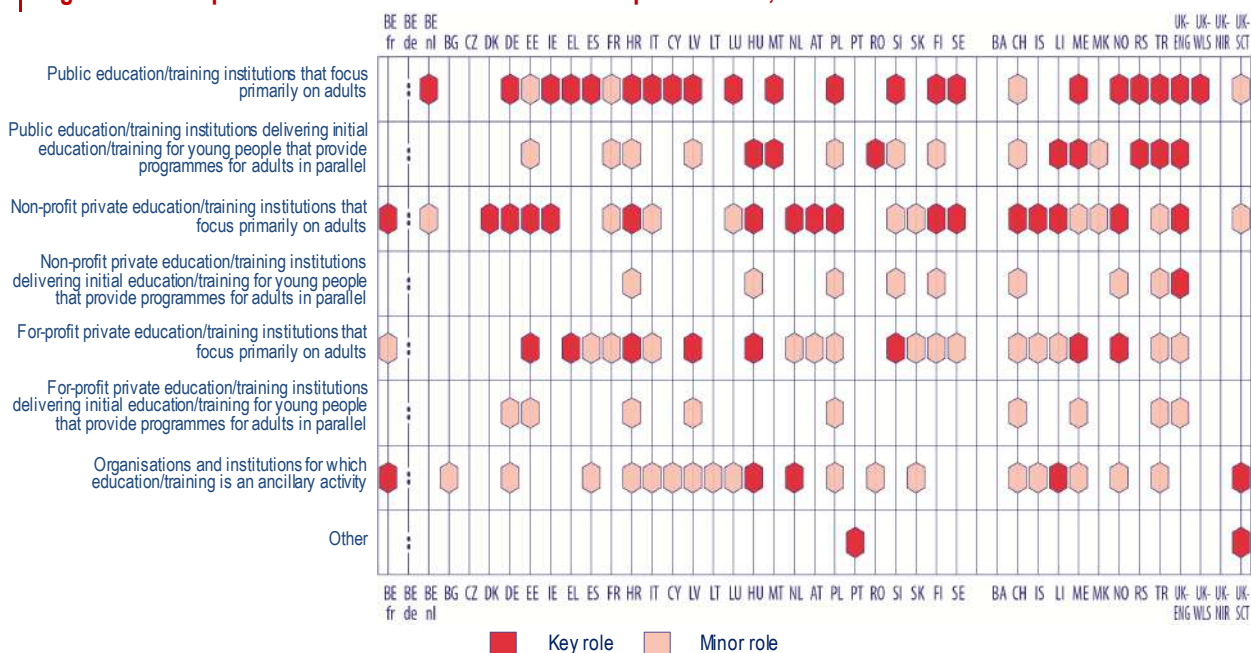 BE BE BE UK- UK- UK- UK-
fr de nl BG CZ DK DE EE IE EL ES FR HR IT CY LV LT LU HU MT NL AT PL PT RO SI SK FI SE BA CH IS LI ME MK NO RS TR ENG WLS NIR SCT
Public education/training institutions that focus
primarily on adults
Public education/training institutions delivering initial
education/training for young people that provide
programmes for adults in parallel
Non-profit private education/training institutions that
focus primarily on adults
Non-profit private education/training institutions
delivering initial education/training for young people
that provide programmes for adults in parallel
For-profit private education/training institutions that
focus primarily on adults
For-profit private education/training institutions
delivering initial education/training for young people
that provide programmes for adults in parallel
Organisations and institutions for which
education/training is an ancillary activity
Other
BE BE BE BG CZ DK DE EE IE EL ES FR HR IT CY LV LT LU HU MT NL AT PL PT RO SI SK FI SE BA CH IS LI ME MK NO RS TR UK- UK- UK- UK-
fr de nl ENG WLS NIR SCT
Key role Minor role